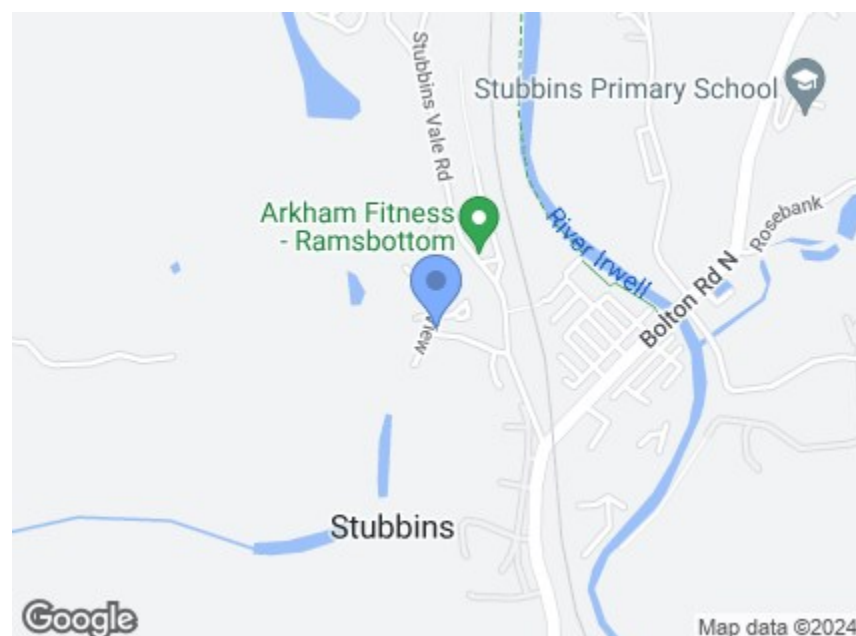 Stubbins Vale Rd
Stubbins Primary School
Arkham Fitness
- Ramsbottom
River Irwell
Rosebank
Bolton Rd N
View
Stubbins
Google
Map data ©2024